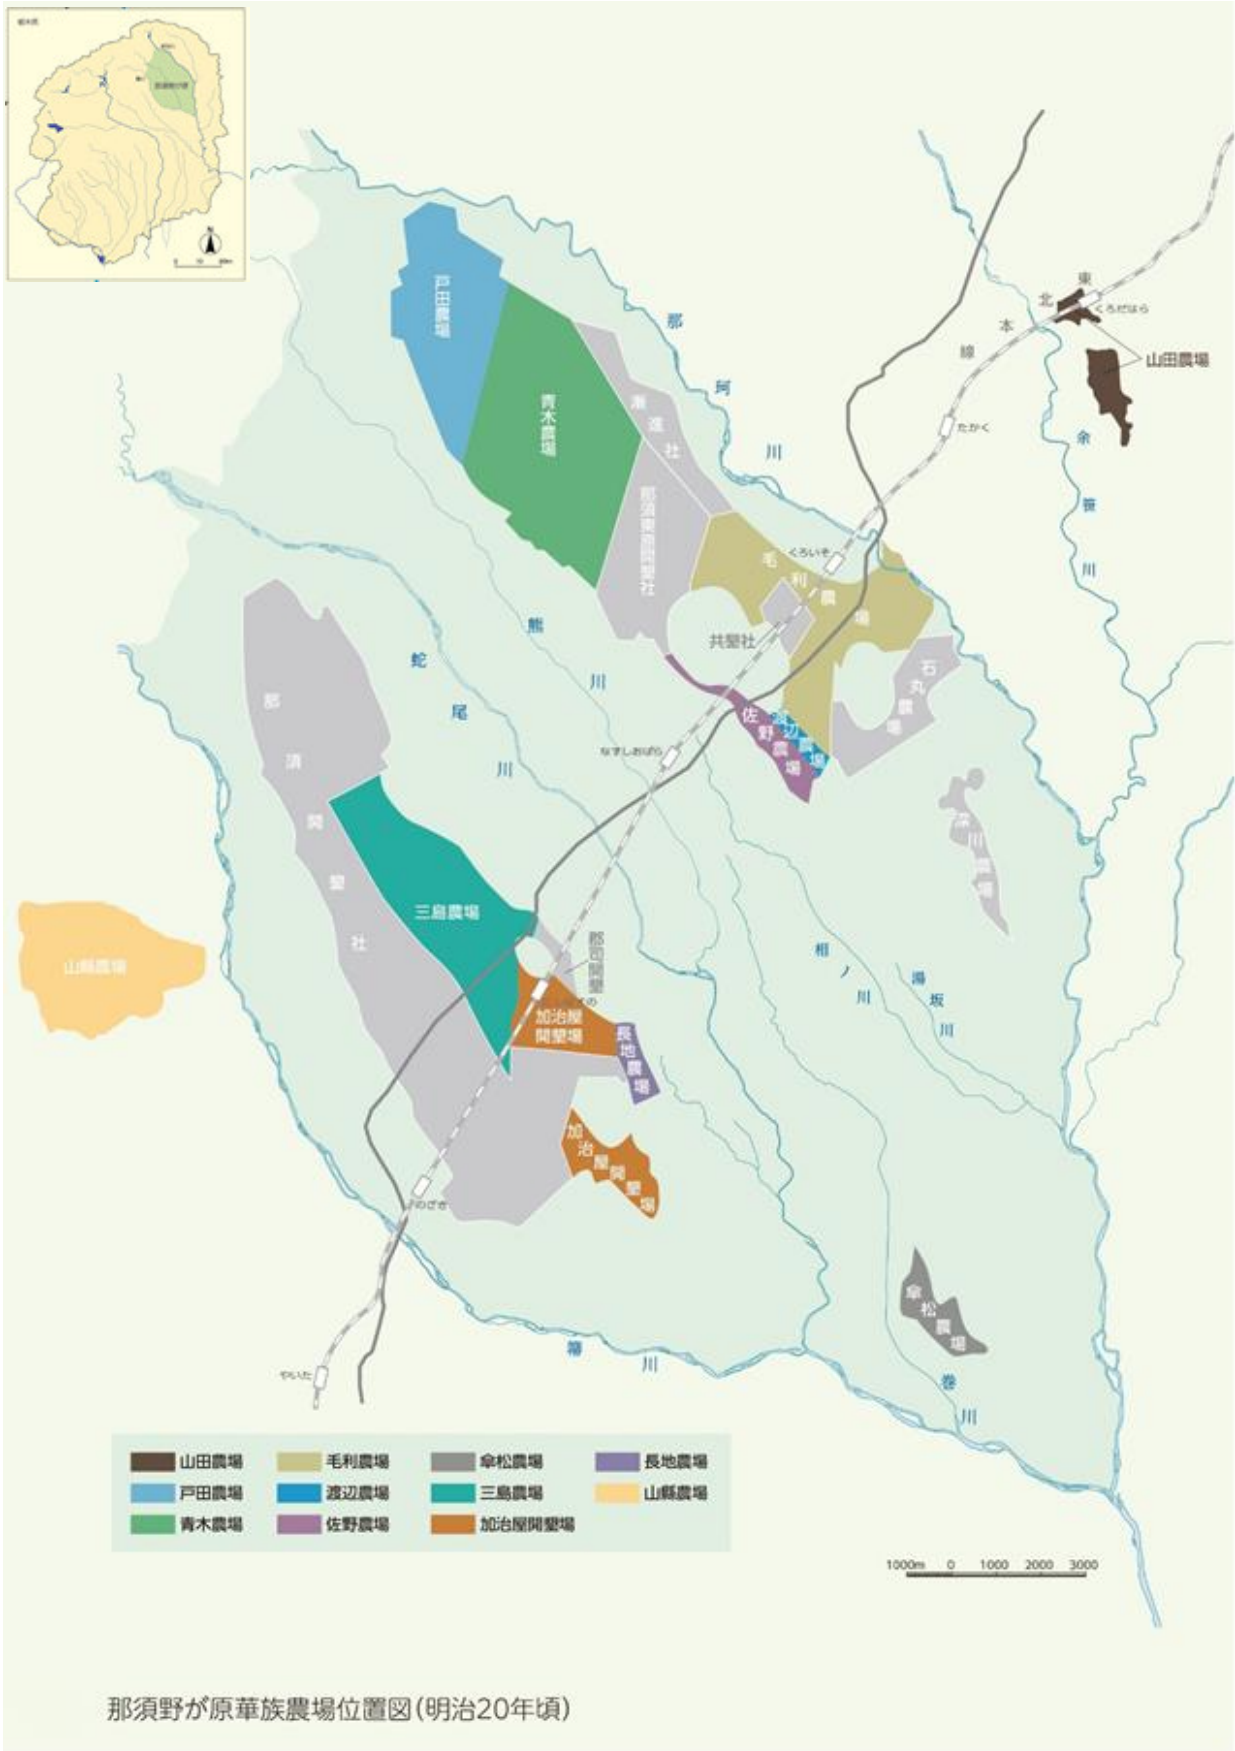 栃木県
N
東
北
本
線
くろだはら
山田農場
たかく
那
珂
川
余
笹
川
戸田農場
青木農場
漸
進
社
那須東原開墾社
くろいそ
毛
利
農
場
共墾社
石
丸
農
場
佐
野
農
場
渡
辺
農
場
なすしおばら
熊
川
蛇
尾
川
那
須
開
墾
社
深
川
農
場
三島農場
郡司開墾
山縣農場
加治屋
開墾場
長
地
農
場
相
ノ
川
湯
坂
川
加
治
屋
開
墾
場
のざき
傘
松
農
場
やいた
箒
川
巻
川
山田農場 毛利農場 傘松農場 長地農場
戸田農場 渡辺農場 三島農場 山縣農場
青木農場 佐野農場 加治屋開墾場
1000m 0 1000 2000 3000
那須野が原華族農場位置図(明治20年頃)